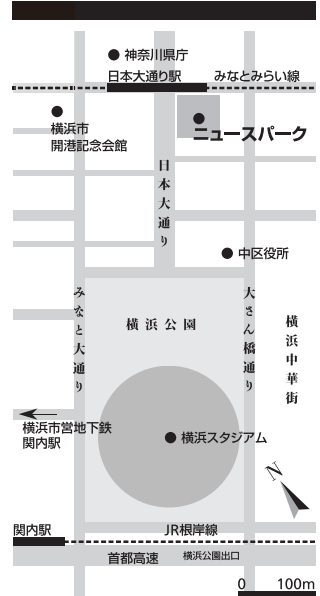 神奈川県庁
日本大通り駅
みなとみらい線
横浜市
開港記念会館
ニュースパーク
日本大通り
中区役所
みなと大通り
横浜公園
大さん橋通り
横浜中華街
横浜市営地下鉄
関内駅
横浜スタジアム
N
関内駅
JR根岸線
首都高速
横浜公園出口
0 100m